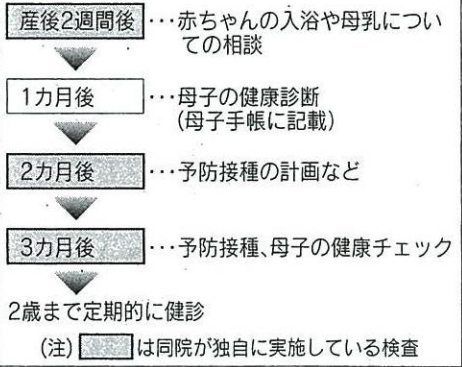 産後2週間後 …赤ちゃんの入浴や母乳につい
ての相談
1カ月後 …母子の健康診断
(母子手帳に記載)
2カ月後 …予防接種の計画など
3カ月後 …予防接種、母子の健康チェック
2歳まで定期的に健診
(注) は同院が独自に実施している検査